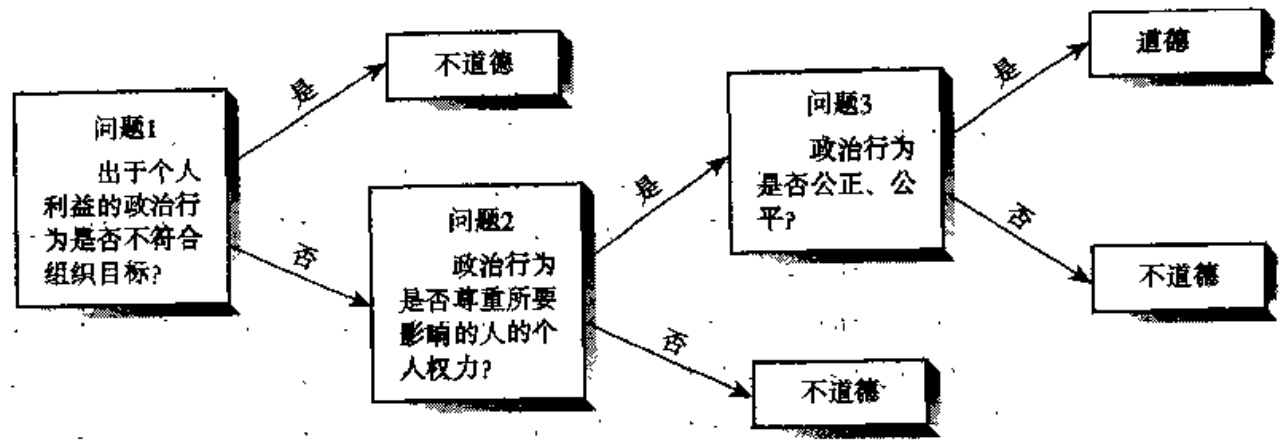 问题1
出于个人
利益的政治行
为是否不符合
组织目标?
是
不道德
否
问题2
政治行为
是否尊重所要
影响的人的个
人权力?
是
问题3
政治行为
是否公正、公
平?
是
道德
否
不道德
否
不道德